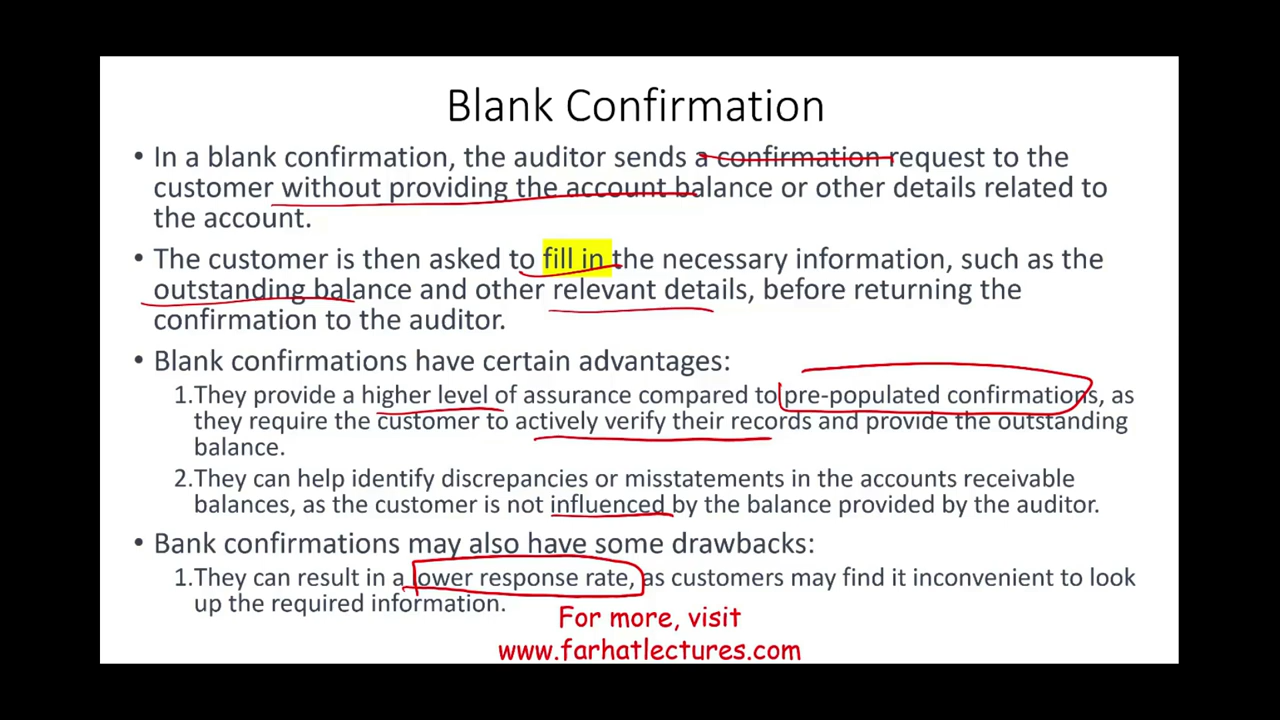 Blank Confirmation
• In a blank confirmation, the auditor sends a confirmation request to the
customer without providing the account balance or other details related to
the account.
• The customer is then asked to fill in the necessary information, such as the
outstanding balance and other relevant details, before returning the
confirmation to the auditor.
• Blank confirmations have certain advantages:
1.They provide a higher level of assurance compared to pre-populated confirmations, as
they require the customer to actively verify their records and provide the outstanding
balance.
2.They can help identify discrepancies or misstatements in the accounts receivable
balances, as the customer is not influenced by the balance provided by the auditor.
• Bank confirmations may also have some drawbacks:
1.They can result in a lower response rate, as customers may find it inconvenient to look
up the required information.
For more, visit
www.farhatlectures.com